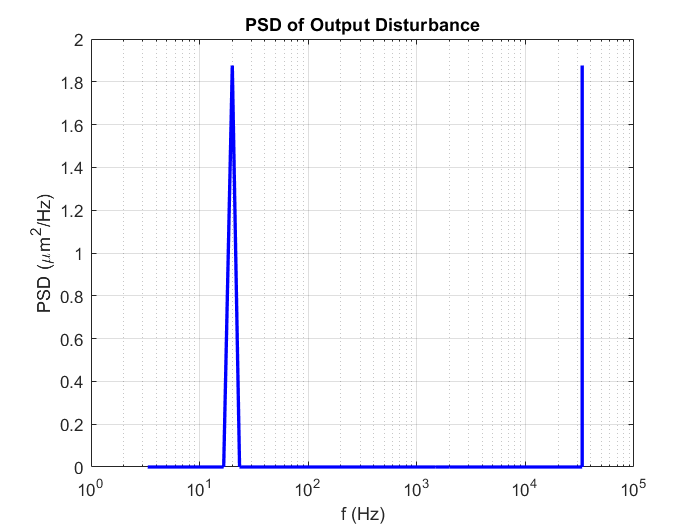 PSD of Output Disturbance
2
1.8
1.6
1.4
1.2
1
0.8
0.6
0.4
0.2
0
PSD (μm²/Hz)
10⁰ 10¹ 10² 10³ 10⁴ 10⁵
f (Hz)